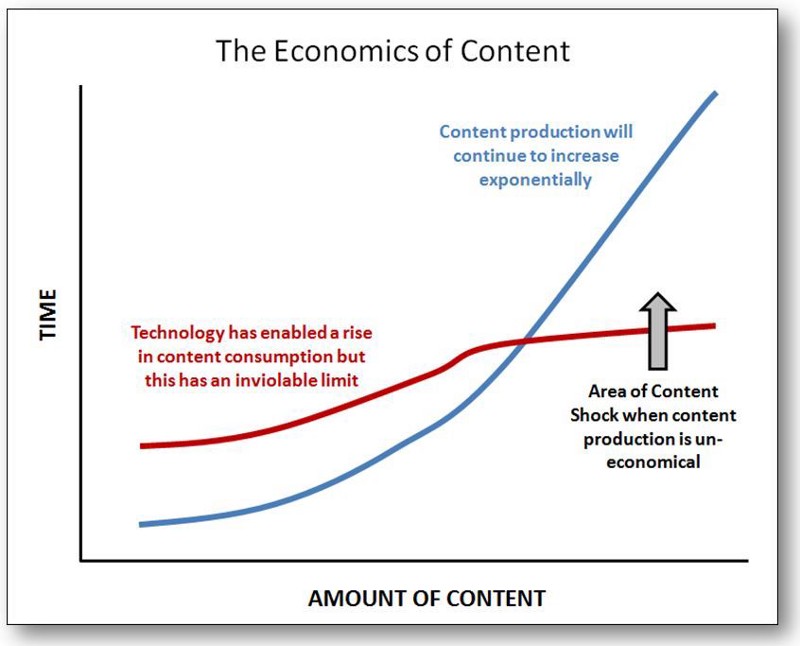 The Economics of Content
Content production will
continue to increase
exponentially
TIME
Technology has enabled a rise
in content consumption but
this has an inviolable limit
Area of Content
Shock when content
production is un-
economical
AMOUNT OF CONTENT